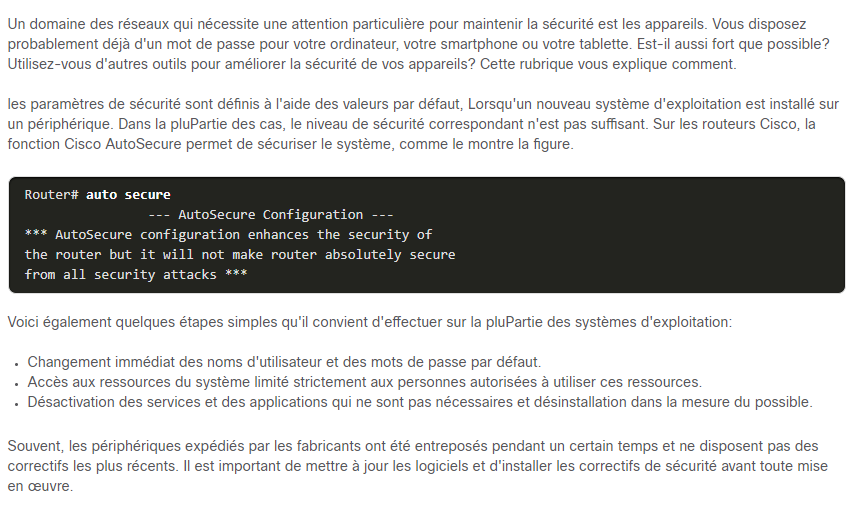 Un domaine des réseaux qui nécessite une attention particulière pour maintenir la sécurité est les appareils. Vous disposez
probablement déjà d'un mot de passe pour votre ordinateur, votre smartphone ou votre tablette. Est-il aussi fort que possible?
Utilisez-vous d'autres outils pour améliorer la sécurité de vos appareils? Cette rubrique vous explique comment.
les paramètres de sécurité sont définis à l'aide des valeurs par défaut, Lorsqu'un nouveau système d'exploitation est installé sur
un périphérique. Dans la pluPartie des cas, le niveau de sécurité correspondant n'est pas suffisant. Sur les routeurs Cisco, la
fonction Cisco AutoSecure permet de sécuriser le système, comme le montre la figure.
Router# auto secure
--- AutoSecure Configuration ---
*** AutoSecure configuration enhances the security of
the router but it will not make router absolutely secure
from all security attacks ***
Voici également quelques étapes simples qu'il convient d'effectuer sur la pluPartie des systèmes d'exploitation:
• Changement immédiat des noms d'utilisateur et des mots de passe par défaut.
• Accès aux ressources du système limité strictement aux personnes autorisées à utiliser ces ressources.
• Désactivation des services et des applications qui ne sont pas nécessaires et désinstallation dans la mesure du possible.
Souvent, les périphériques expédiés par les fabricants ont été entreposés pendant un certain temps et ne disposent pas des
correctifs les plus récents. Il est important de mettre à jour les logiciels et d'installer les correctifs de sécurité avant toute mise
en œuvre.